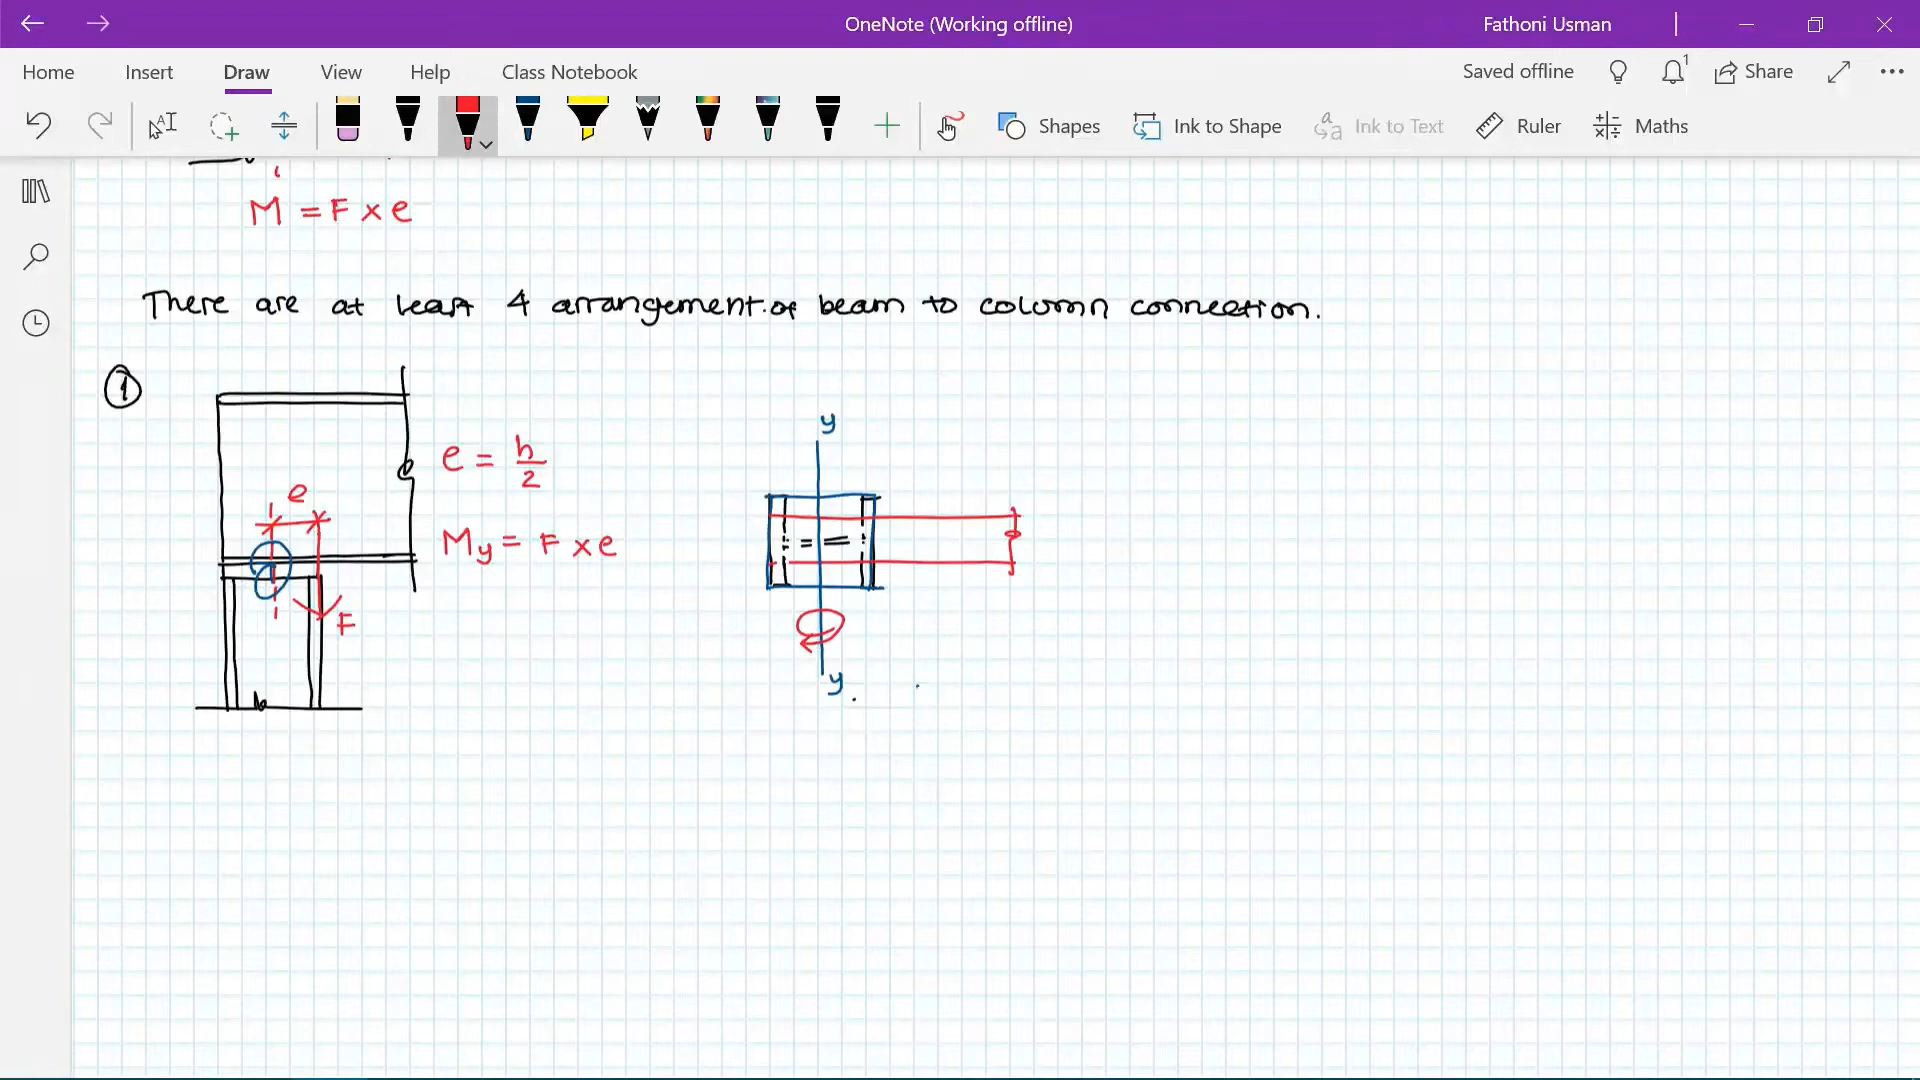 OneNote (Working offline)
Fathoni Usman
Home
Insert
Draw
View
Help
Class Notebook
Saved offline
1
Share
Shapes
Ink to Shape
Ink to Text
Ruler
Maths
M = F x e
There are at least 4 arrangement of beam to column connection.
1
e = h/2
My = F x e
e
F
y
y